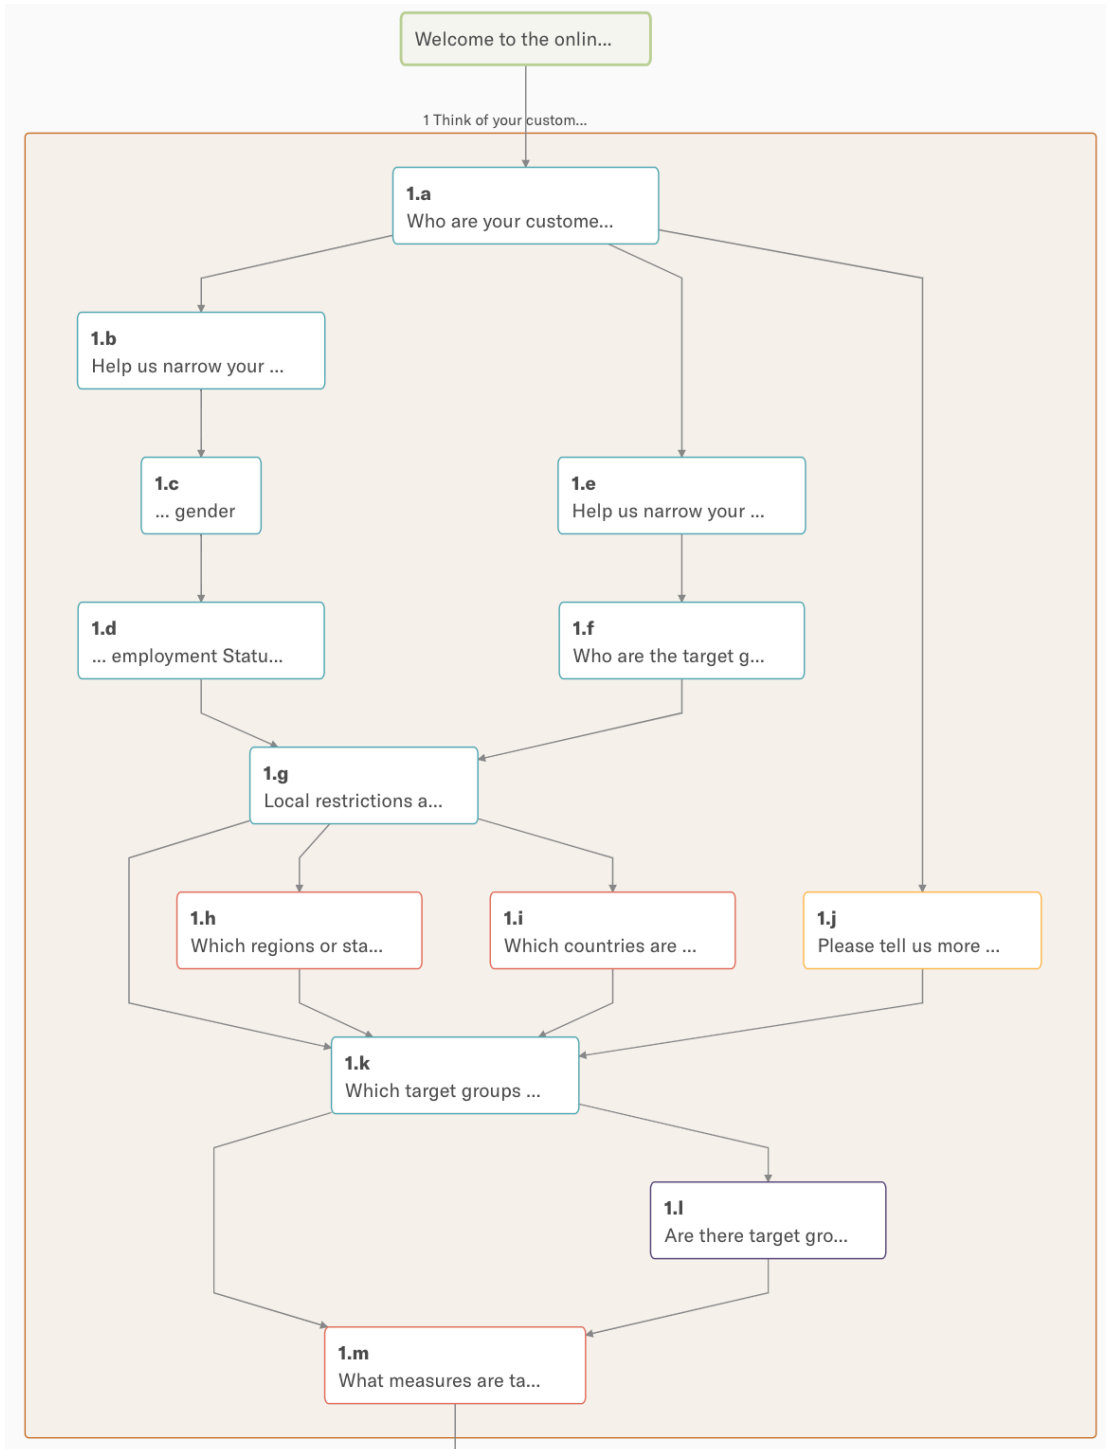 Welcome to the onlin...
1 Think of your custom...
1.a
Who are your custome...
1.b
Help us narrow your ...
1.c
... gender
1.e
Help us narrow your ...
1.d
... employment Statu...
1.f
Who are the target g...
1.g
Local restrictions a...
1.h
Which regions or sta...
1.i
Which countries are ...
1.j
Please tell us more ...
1.k
Which target groups ...
1.l
Are there target gro...
1.m
What measures are ta...